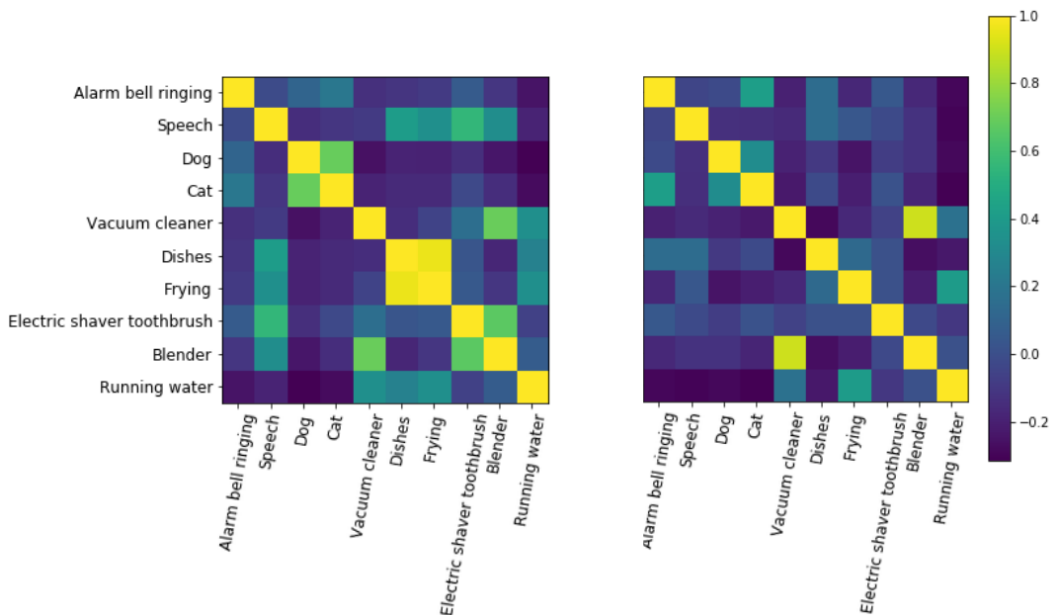 Alarm bell ringing
Speech
Dog
Cat
Vacuum cleaner
Dishes
Frying
Electric shaver toothbrush
Blender
Running water
Alarm bell ringing
Speech
Dog
Cat
Vacuum cleaner
Dishes
Frying
Electric shaver toothbrush
Blender
Running water
Alarm bell ringing
Speech
Dog
Cat
Vacuum cleaner
Dishes
Frying
Electric shaver toothbrush
Blender
Running water
1.0
0.8
0.6
0.4
0.2
0.0
−0.2